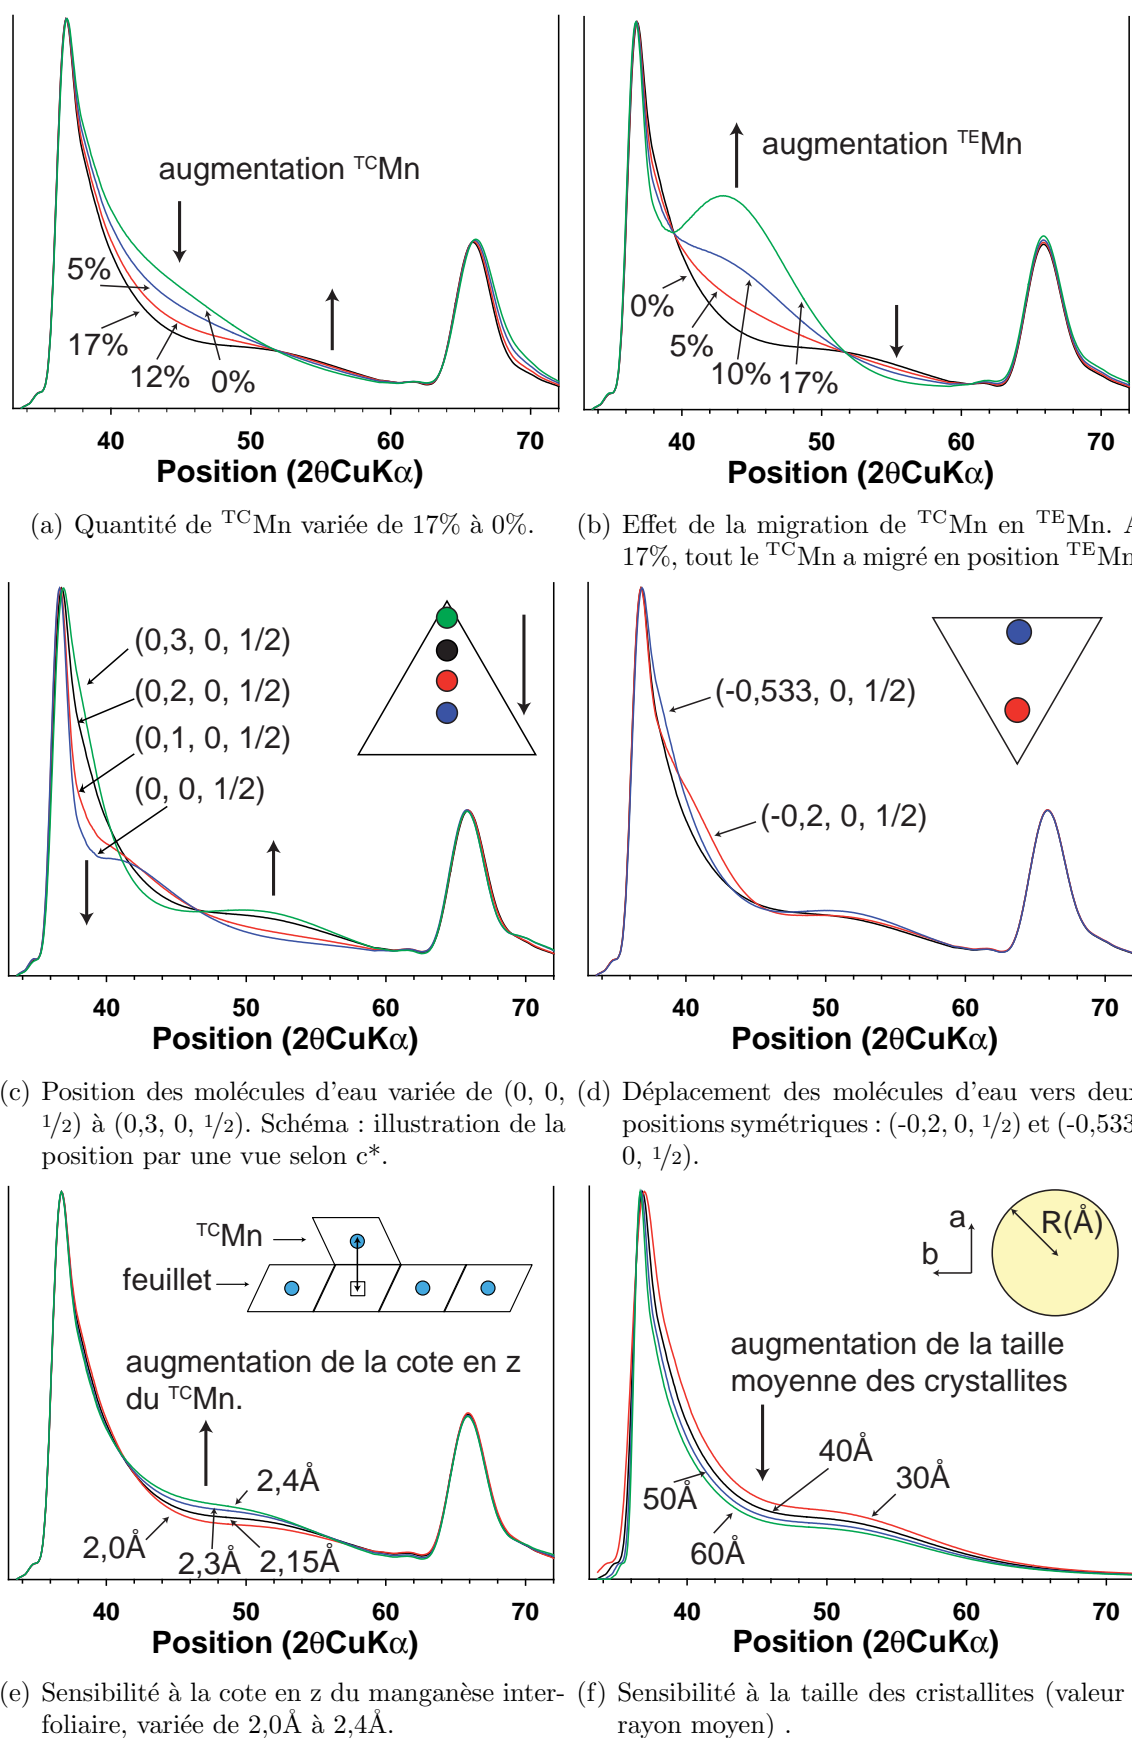 augmentation TCMn
5%
17%
12%
0%
40 50 60 70
Position (2θCuKα)
(a) Quantité de TCMn variée de 17% à 0%.
augmentation TEMn
0%
5%
10%
17%
40 50 60 70
Position (2θCuKα)
(b) Effet de la migration de TCMn en TEMn. A
17%, tout le TCMn a migré en position TEMn
(0,3, 0, 1/2)
(0,2, 0, 1/2)
(0,1, 0, 1/2)
(0, 0, 1/2)
40 50 60 70
Position (2θCuKα)
(c) Position des molécules d'eau variée de (0, 0,
1/2) à (0,3, 0, 1/2). Schéma : illustration de la
position par une vue selon c*.
(-0,533, 0, 1/2)
(-0,2, 0, 1/2)
40 50 60 70
Position (2θCuKα)
(d) Déplacement des molécules d'eau vers deux
positions symétriques : (-0,2, 0, 1/2) et (-0,533
0, 1/2).
TCMn
feuillet
augmentation de la cote en z
du TCMn.
2,4Å
2,0Å
2,3Å
2,15Å
40 50 60 70
Position (2θCuKα)
(e) Sensibilité à la cote en z du manganèse inter-
foliaire, variée de 2,0Å à 2,4Å.
a
b
R(Å)
augmentation de la taille
moyenne des crystallites
40Å
30Å
50Å
60Å
40 50 60 70
Position (2θCuKα)
(f) Sensibilité à la taille des cristallites (valeur
rayon moyen) .